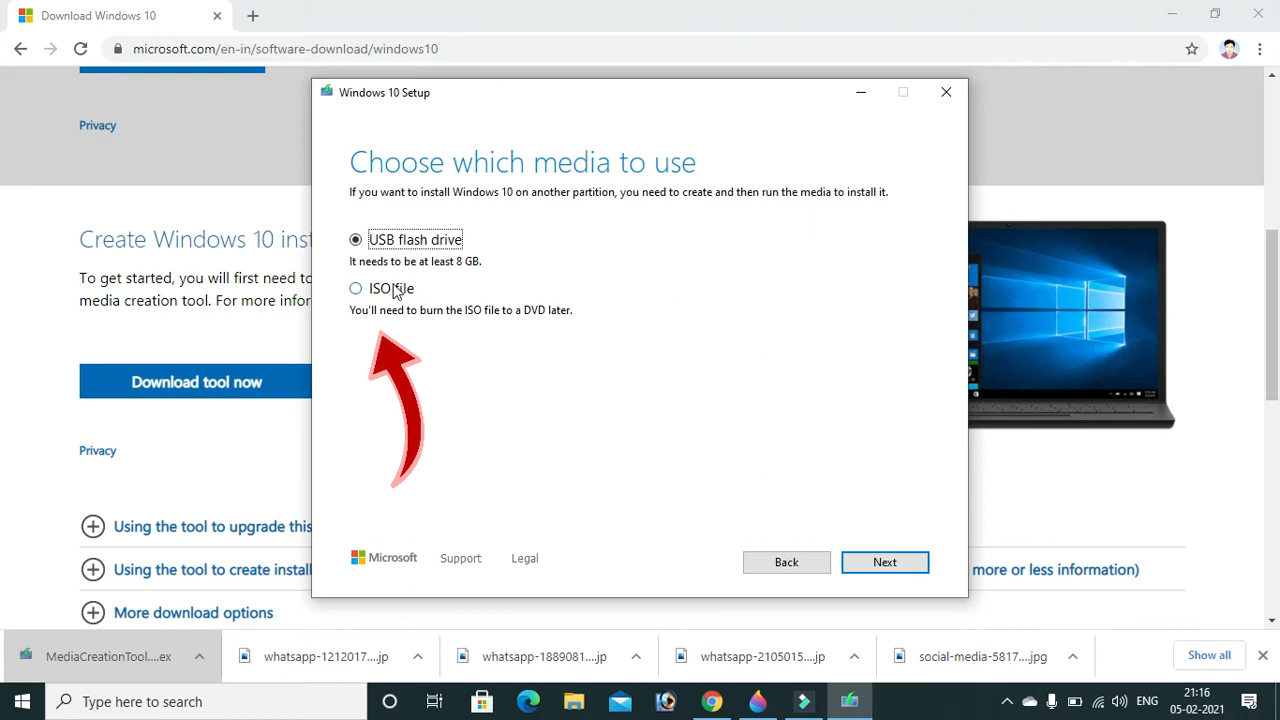 Download Windows 10
microsoft.com/en-in/software-download/windows10
Privacy
Windows 10 Setup
Choose which media to use
If you want to install Windows 10 on another partition, you need to create and then run the media to install it.
USB flash drive
It needs to be at least 8 GB.
ISO file
You'll need to burn the ISO file to a DVD later.
Microsoft
Support
Legal
Back
Next
Create Windows 10 inst
To get started, you will first need to
media creation tool. For more infor
Download tool now
Privacy
Using the tool to upgrade this
Using the tool to create instal
more or less information)
More download options
MediaCreationTool....ex
whatsapp-1212017....jp
whatsapp-1889081....jp
whatsapp-2105015....jp
social-media-5817....jpg
Show all
Type here to search
ENG
21:16
05-02-2021